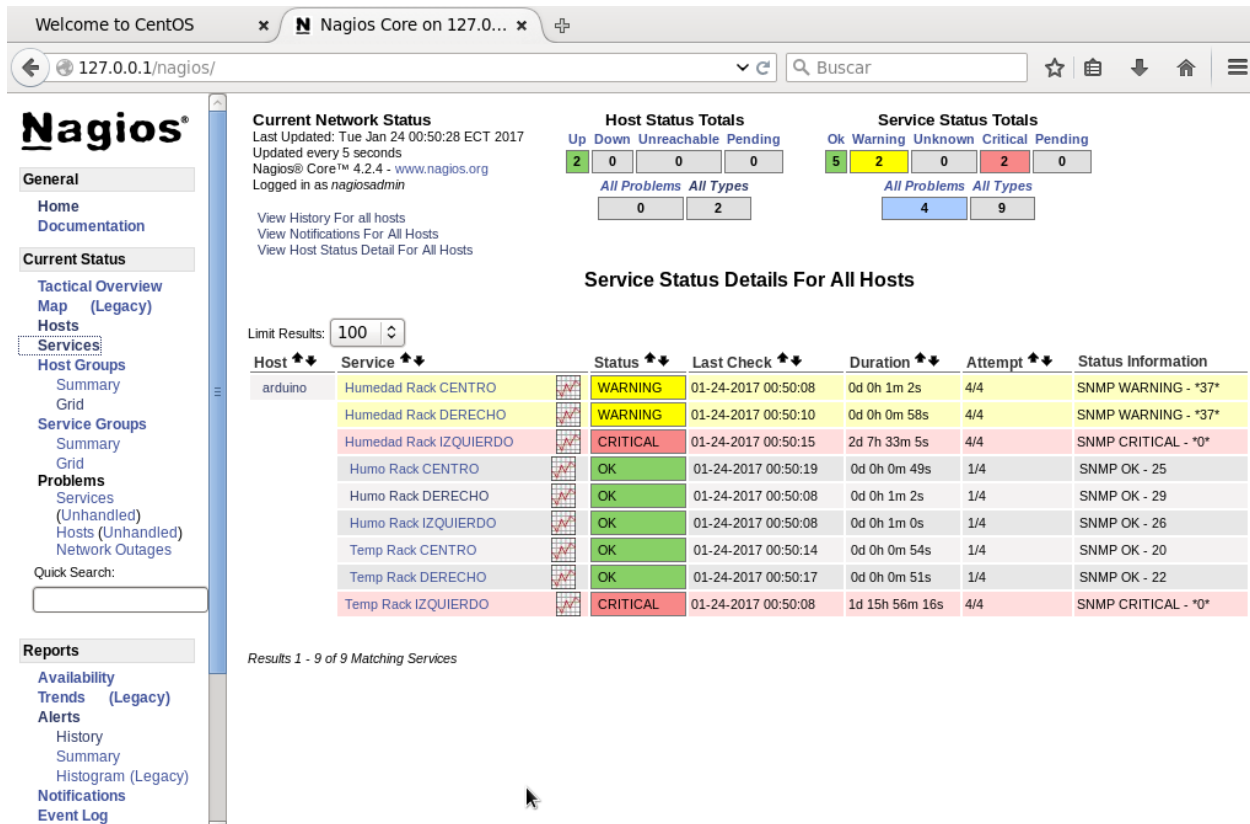 Welcome to CentOS
Nagios Core on 127.0...
127.0.0.1/nagios/
Buscar
Nagios®
General
Home
Documentation
Current Status
Tactical Overview
Map (Legacy)
Hosts
Services
Host Groups
Summary
Grid
Service Groups
Summary
Grid
Problems
Services
(Unhandled)
Hosts (Unhandled)
Network Outages
Quick Search:
Reports
Availability
Trends (Legacy)
Alerts
History
Summary
Histogram (Legacy)
Notifications
Event Log
Current Network Status
Last Updated: Tue Jan 24 00:50:28 ECT 2017
Updated every 5 seconds
Nagios® Core™ 4.2.4 - www.nagios.org
Logged in as nagiosadmin
View History For all hosts
View Notifications For All Hosts
View Host Status Detail For All Hosts
Host Status Totals
Up Down Unreachable Pending
2 0 0 0
All Problems All Types
0 2
Service Status Totals
Ok Warning Unknown Critical Pending
5 2 0 2 0
All Problems All Types
4 9
Service Status Details For All Hosts
Limit Results: 100
Host Service Status Last Check Duration Attempt Status Information
arduino Humedad Rack CENTRO WARNING 01-24-2017 00:50:08 0d 0h 1m 2s 4/4 SNMP WARNING - *37*
Humedad Rack DERECHO WARNING 01-24-2017 00:50:10 0d 0h 0m 58s 4/4 SNMP WARNING - *37*
Humedad Rack IZQUIERDO CRITICAL 01-24-2017 00:50:15 2d 7h 33m 5s 4/4 SNMP CRITICAL - *0*
Humo Rack CENTRO OK 01-24-2017 00:50:19 0d 0h 0m 49s 1/4 SNMP OK - 25
Humo Rack DERECHO OK 01-24-2017 00:50:08 0d 0h 1m 2s 1/4 SNMP OK - 29
Humo Rack IZQUIERDO OK 01-24-2017 00:50:08 0d 0h 1m 0s 1/4 SNMP OK - 26
Temp Rack CENTRO OK 01-24-2017 00:50:14 0d 0h 0m 54s 1/4 SNMP OK - 20
Temp Rack DERECHO OK 01-24-2017 00:50:17 0d 0h 0m 51s 1/4 SNMP OK - 22
Temp Rack IZQUIERDO CRITICAL 01-24-2017 00:50:08 1d 15h 56m 16s 4/4 SNMP CRITICAL - *0*
Results 1 - 9 of 9 Matching Services